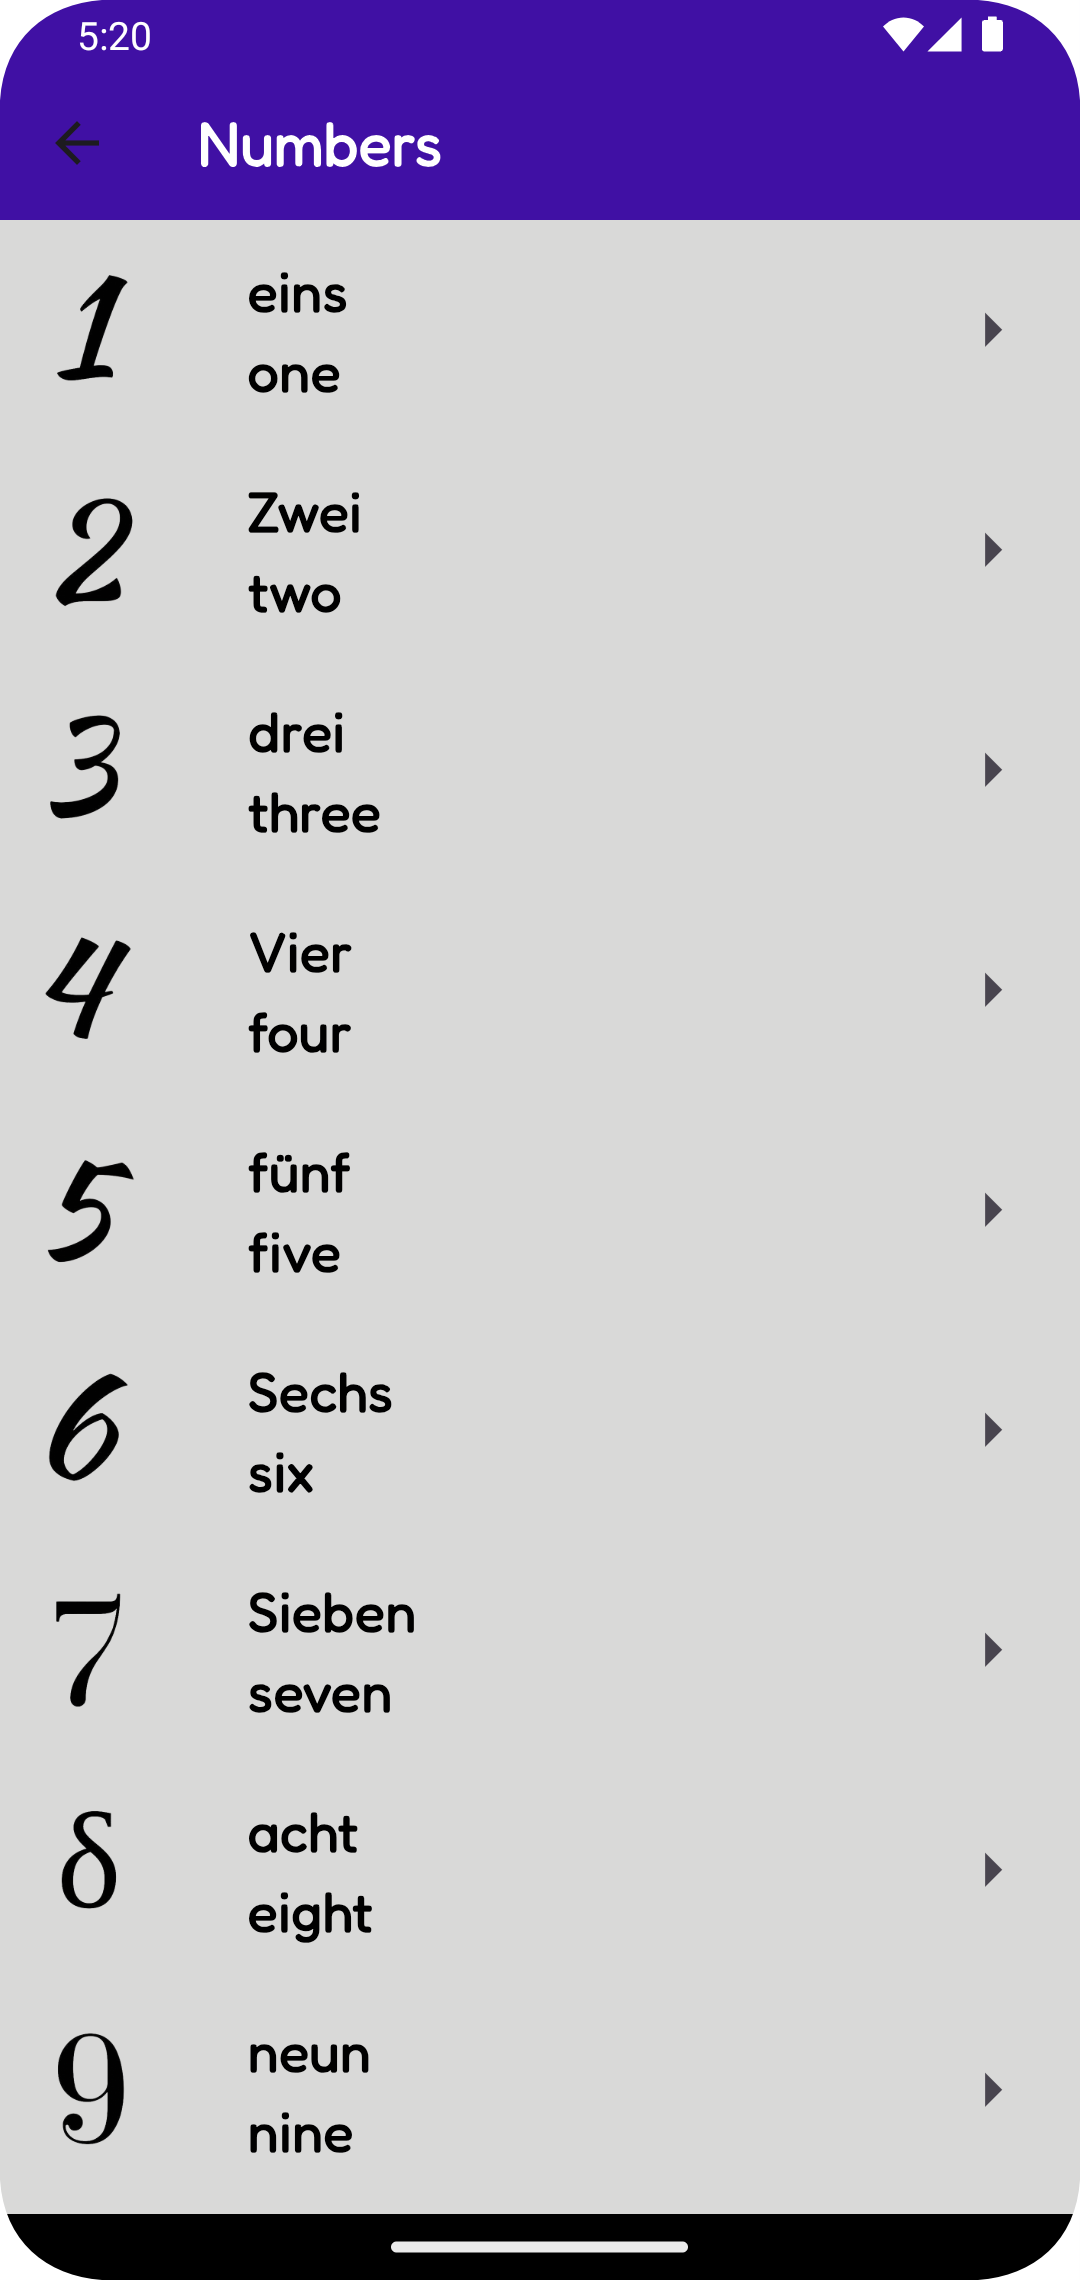 5:20
Numbers
1
eins
one
2
Zwei
two
3
drei
three
4
Vier
four
5
fünf
five
6
Sechs
six
7
Sieben
seven
8
acht
eight
9
neun
nine